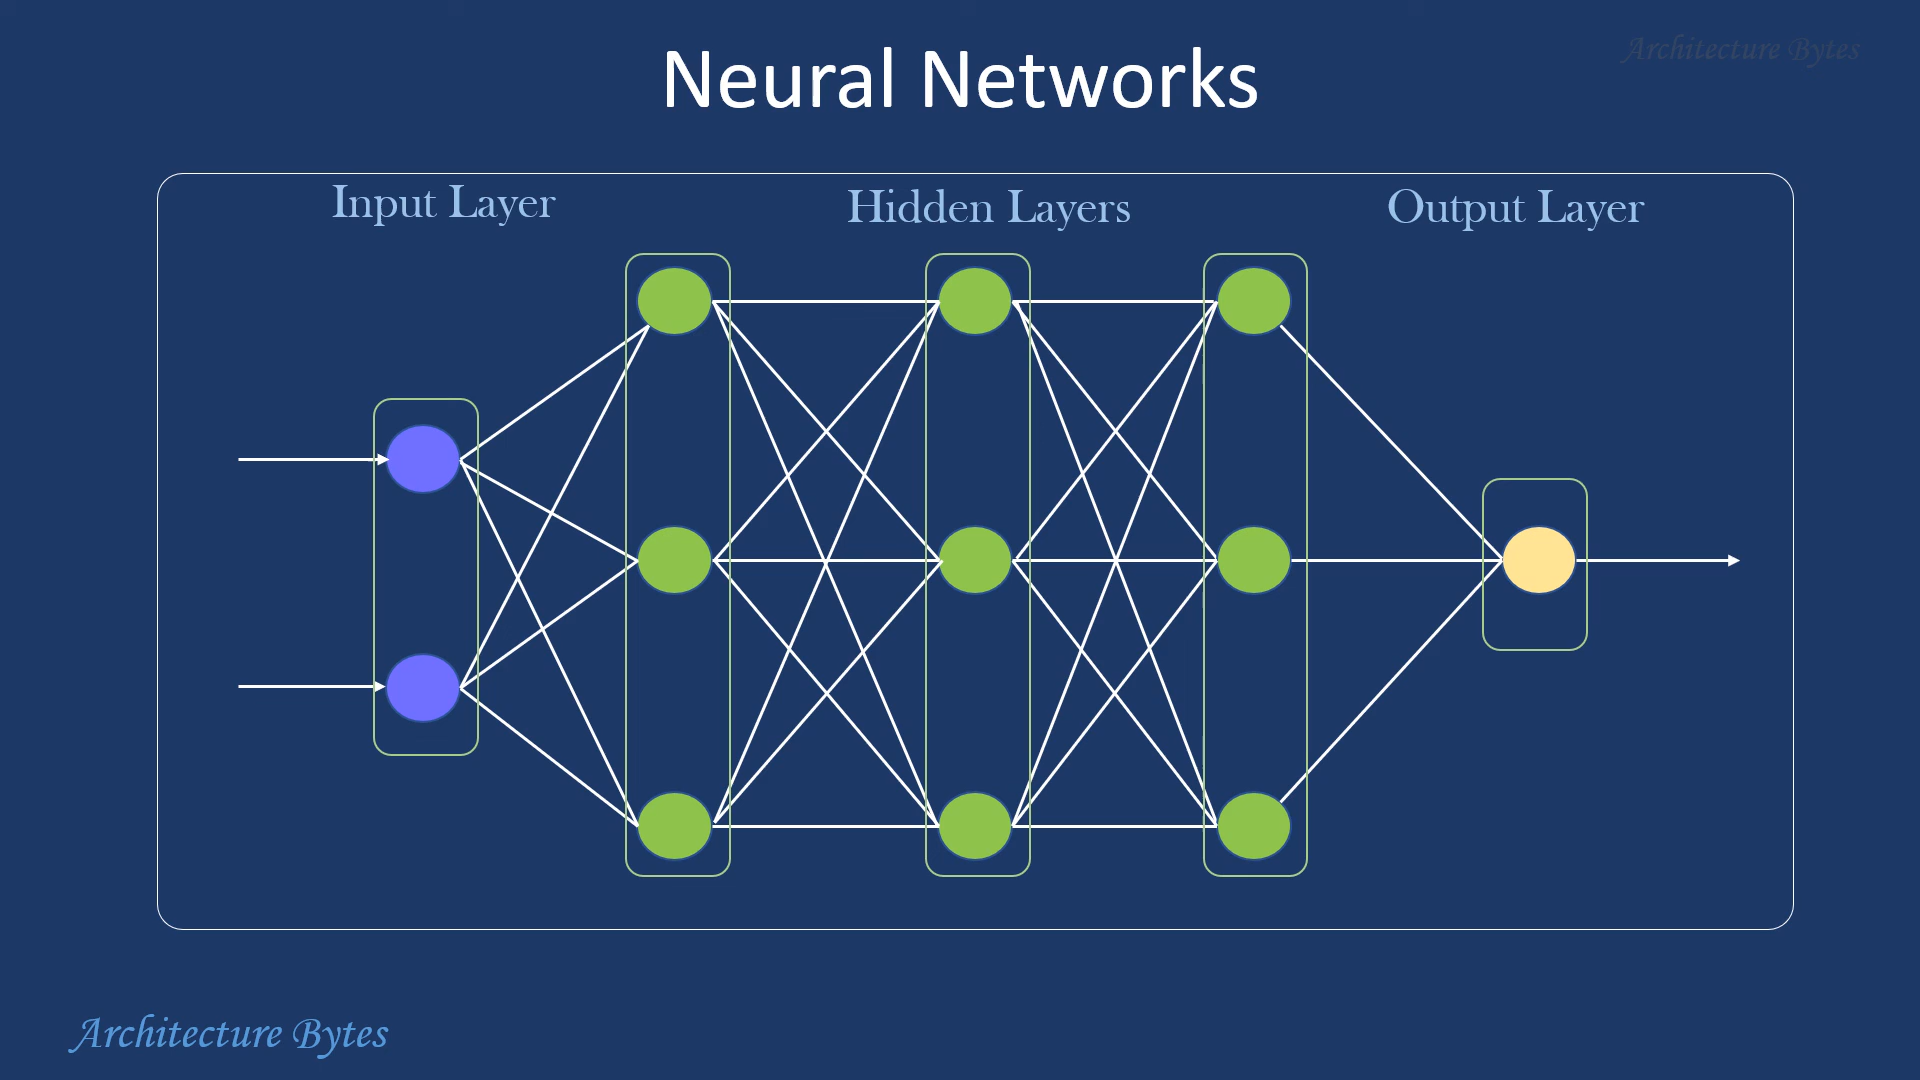 Architecture Bytes
Neural Networks
Input Layer
Hidden Layers
Output Layer
Architecture Bytes